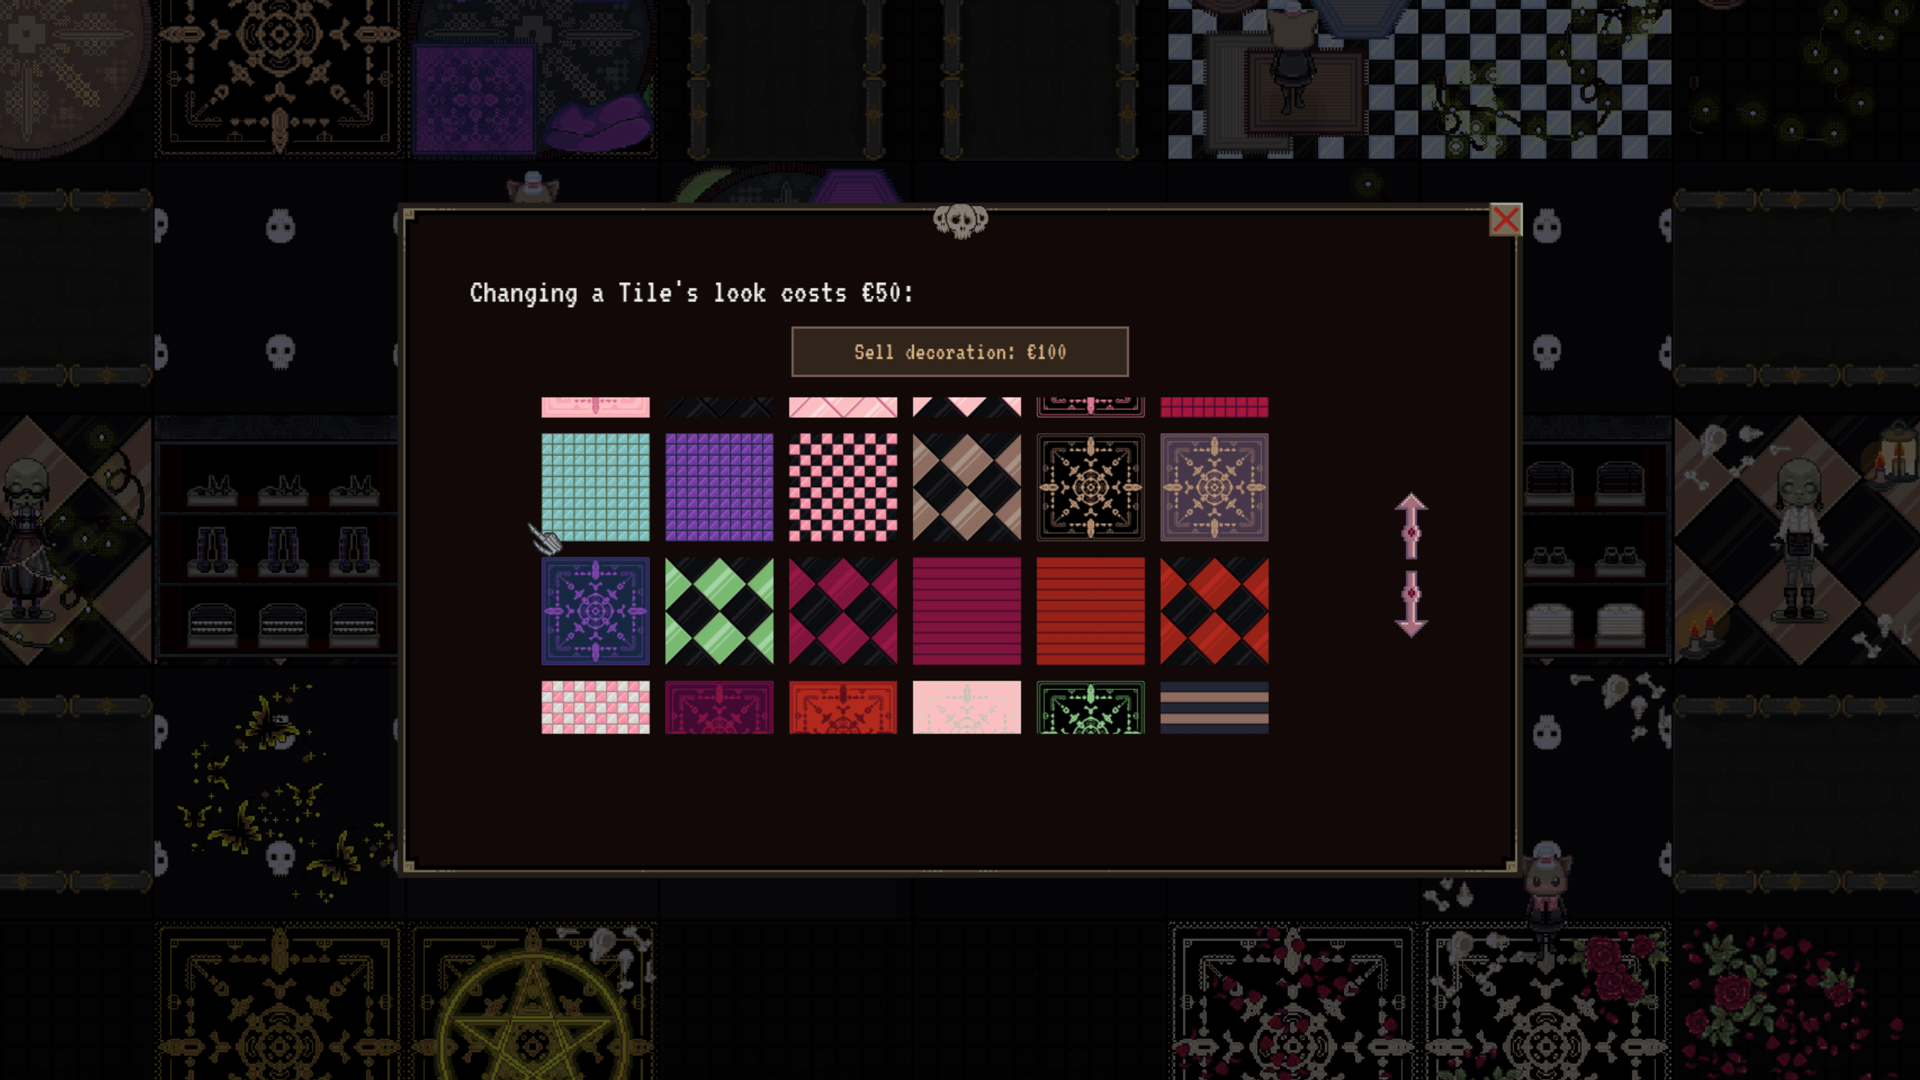 Changing a Tile's look costs €50:
Sell decoration: €100